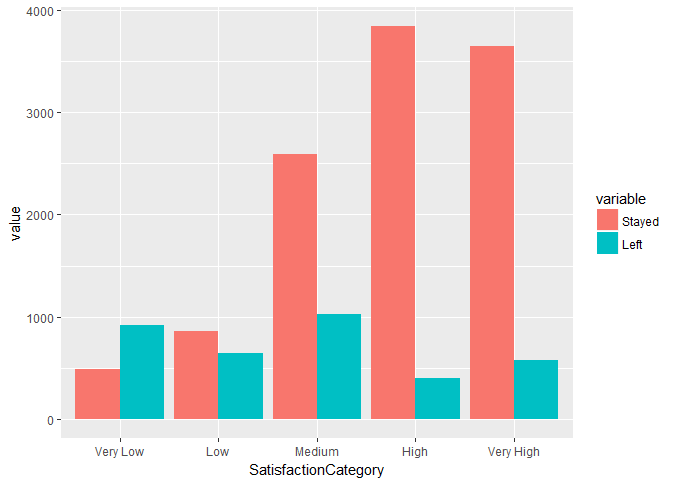 4000
3000
2000
1000
0
value
Very Low
Low
Medium
High
Very High
SatisfactionCategory
variable
Stayed
Left